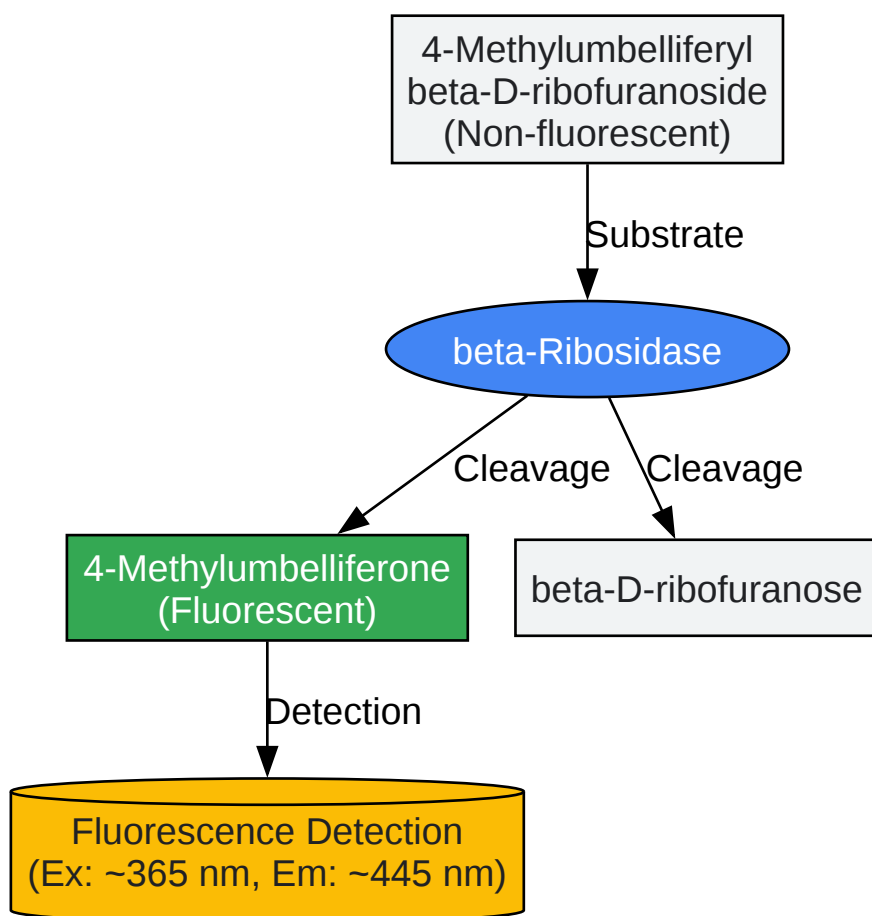 4-Methylumbelliferyl
beta-D-ribofuranoside
(Non-fluorescent)
Substrate
beta-Ribosidase
Cleavage
Cleavage
4-Methylumbelliferone
(Fluorescent)
beta-D-ribofuranose
Detection
Fluorescence Detection
(Ex: ~365 nm, Em: ~445 nm)